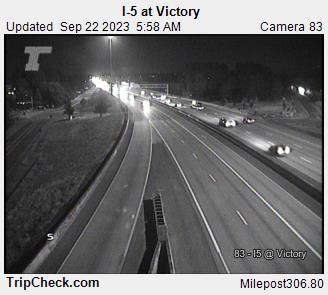 I-5 at Victory
Updated Sep 22 2023 5:58 AM Camera 83
T
S
83 - I5 @ Victory
TripCheck.com Milepost306.80